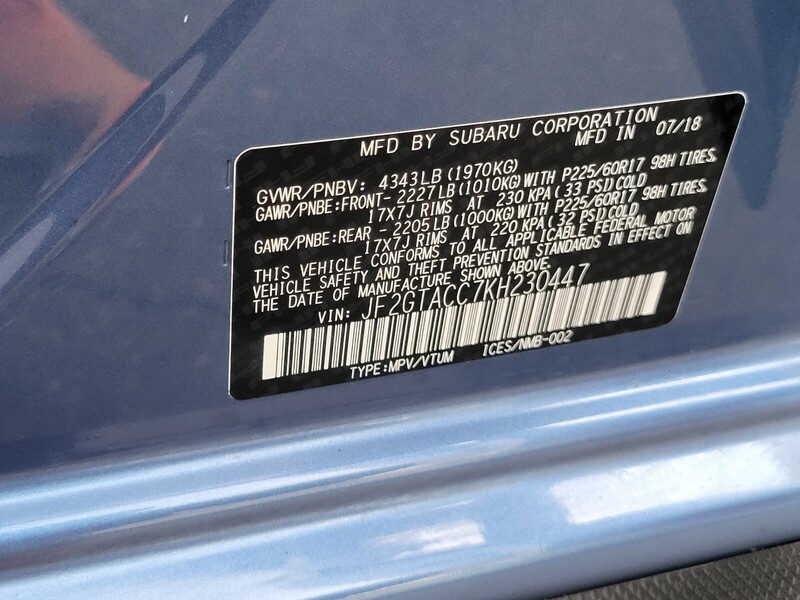 MFD BY SUBARU CORPORATION
MFD IN 07/18
GVWR/PNBV: 4343LB(1970KG)
GAWR/PNBE:FRONT- 2227LB(1010KG)WITH P225/60R17 98H TIRES,
17x7J RIMS AT 230 KPA(33 PSI)COLD
GAWR/PNBE:REAR - 2205LB(1000KG)WITH P225/60R17 98H TIRES,
17x7J RIMS AT 220 KPA(32 PSI)COLD
THIS VEHICLE CONFORMS TO ALL APPLICABLE FEDERAL MOTOR
VEHICLE SAFETY AND THEFT PREVENTION STANDARDS IN EFFECT ON
THE DATE OF MANUFACTURE SHOWN ABOVE.
VIN: JF2GTACC7KH230447
TYPE:MPV/VTUM ICES/NMB-002